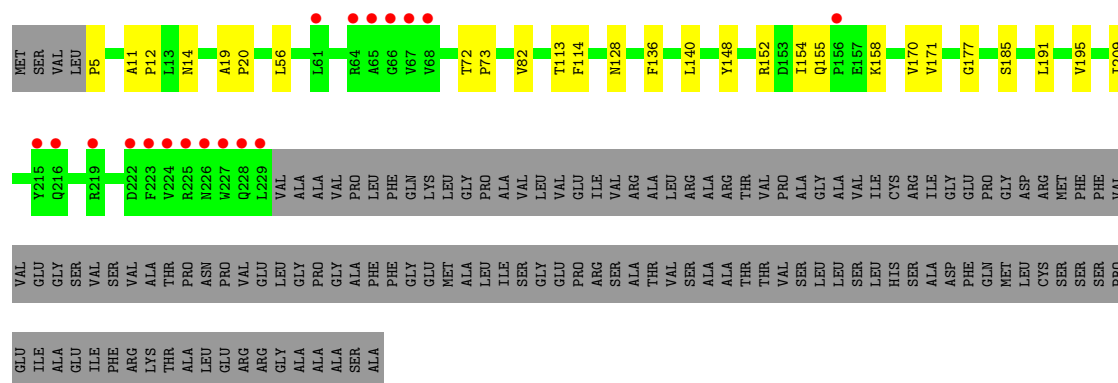 MET SER VAL LEU P5 A11 P12 L13 N14 A19 P20 L56 L61 R64 A65 G66 V67 V68 T72 P73 V82 T113 F114 N128 F136 L140 Y148 R152 D153 I154 Q155 P156 E157 K158 V170 V171 G177 S185 L191 V195
Y215 Q216 R219 D222 F223 V224 R225 N226 W227 Q228 L229 VAL ALA ALA VAL PRO LEU PHE GLN LYS LEU GLY PRO ALA VAL LEU VAL GLU ILE VAL ARG ALA LEU ARG ALA ARG THR VAL PRO ALA GLY ALA VAL ILE CYS ARG ILE GLY GLU PRO GLY ASP ARG MET PHE PHE VAL
VAL GLU GLY SER VAL SER VAL ALA THR PRO ASN PRO VAL GLU LEU GLY PRO GLY ALA PHE PHE GLY GLU MET ALA LEU ILE SER GLY GLU PRO ARG SER ALA THR VAL SER ALA ALA THR THR VAL SER LEU LEU SER LEU HIS SER ALA ASP PHE GLN MET LEU CYS SER SER SER PRO
GLU ILE ALA GLU ILE PHE ARG LYS THR ALA LEU GLU ARG ARG GLY ALA ALA ALA SER ALA